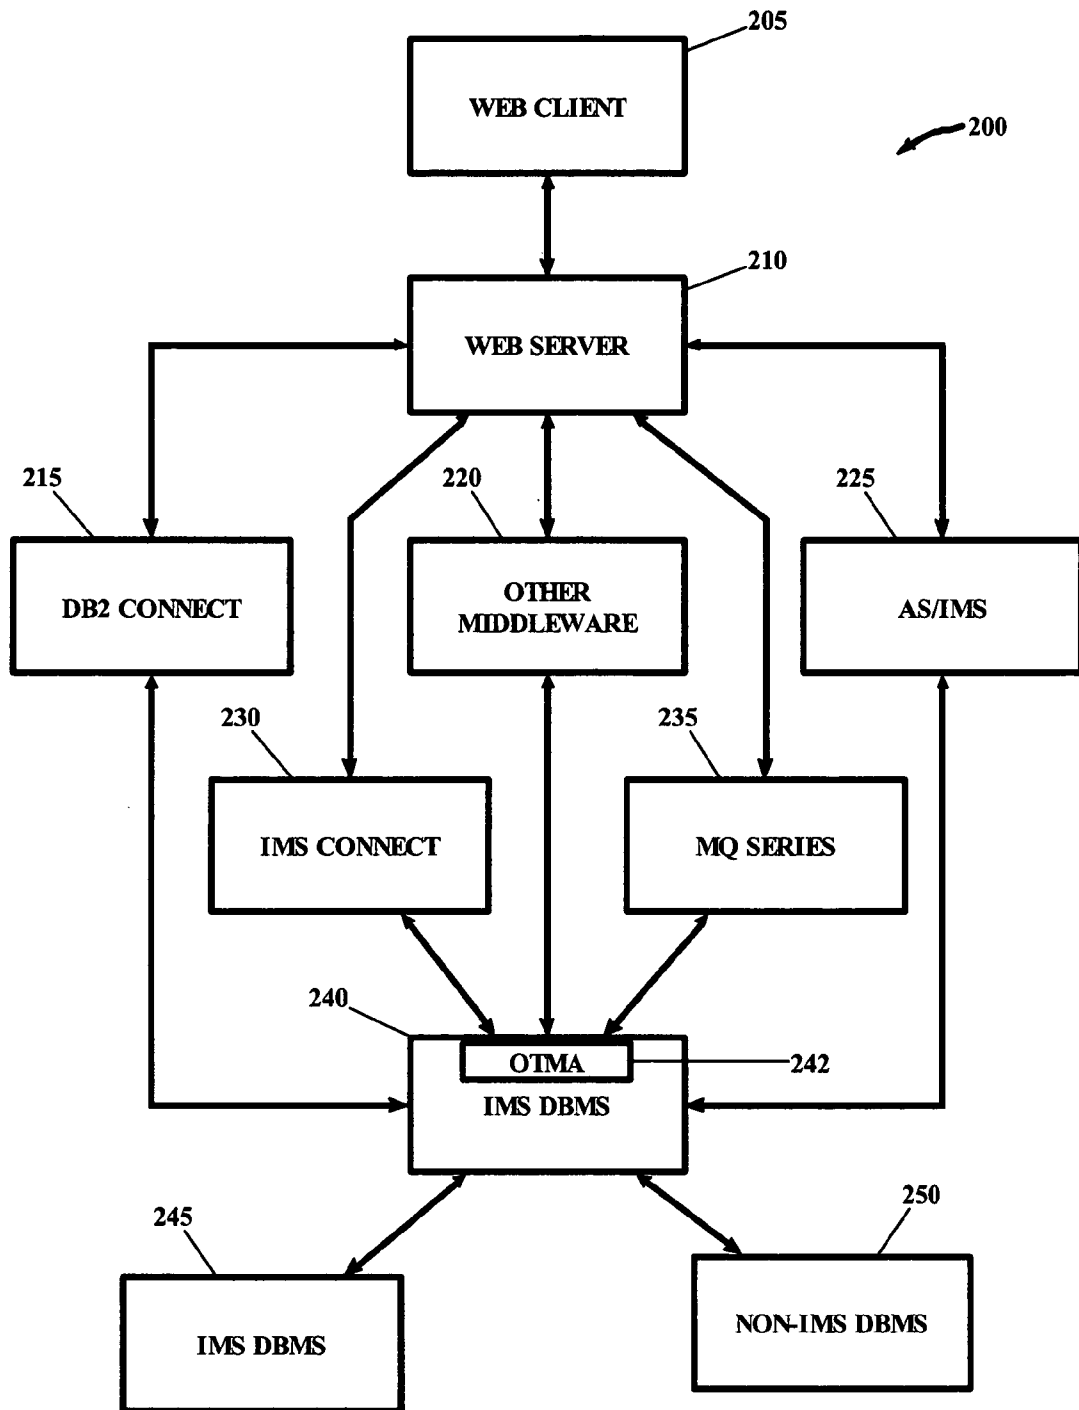 205
WEB CLIENT
200
210
WEB SERVER
215
220
225
DB2 CONNECT
OTHER
MIDDLEWARE
AS/IMS
230
235
IMS CONNECT
MQ SERIES
240
OTMA
242
IMS DBMS
245
250
IMS DBMS
NON-IMS DBMS